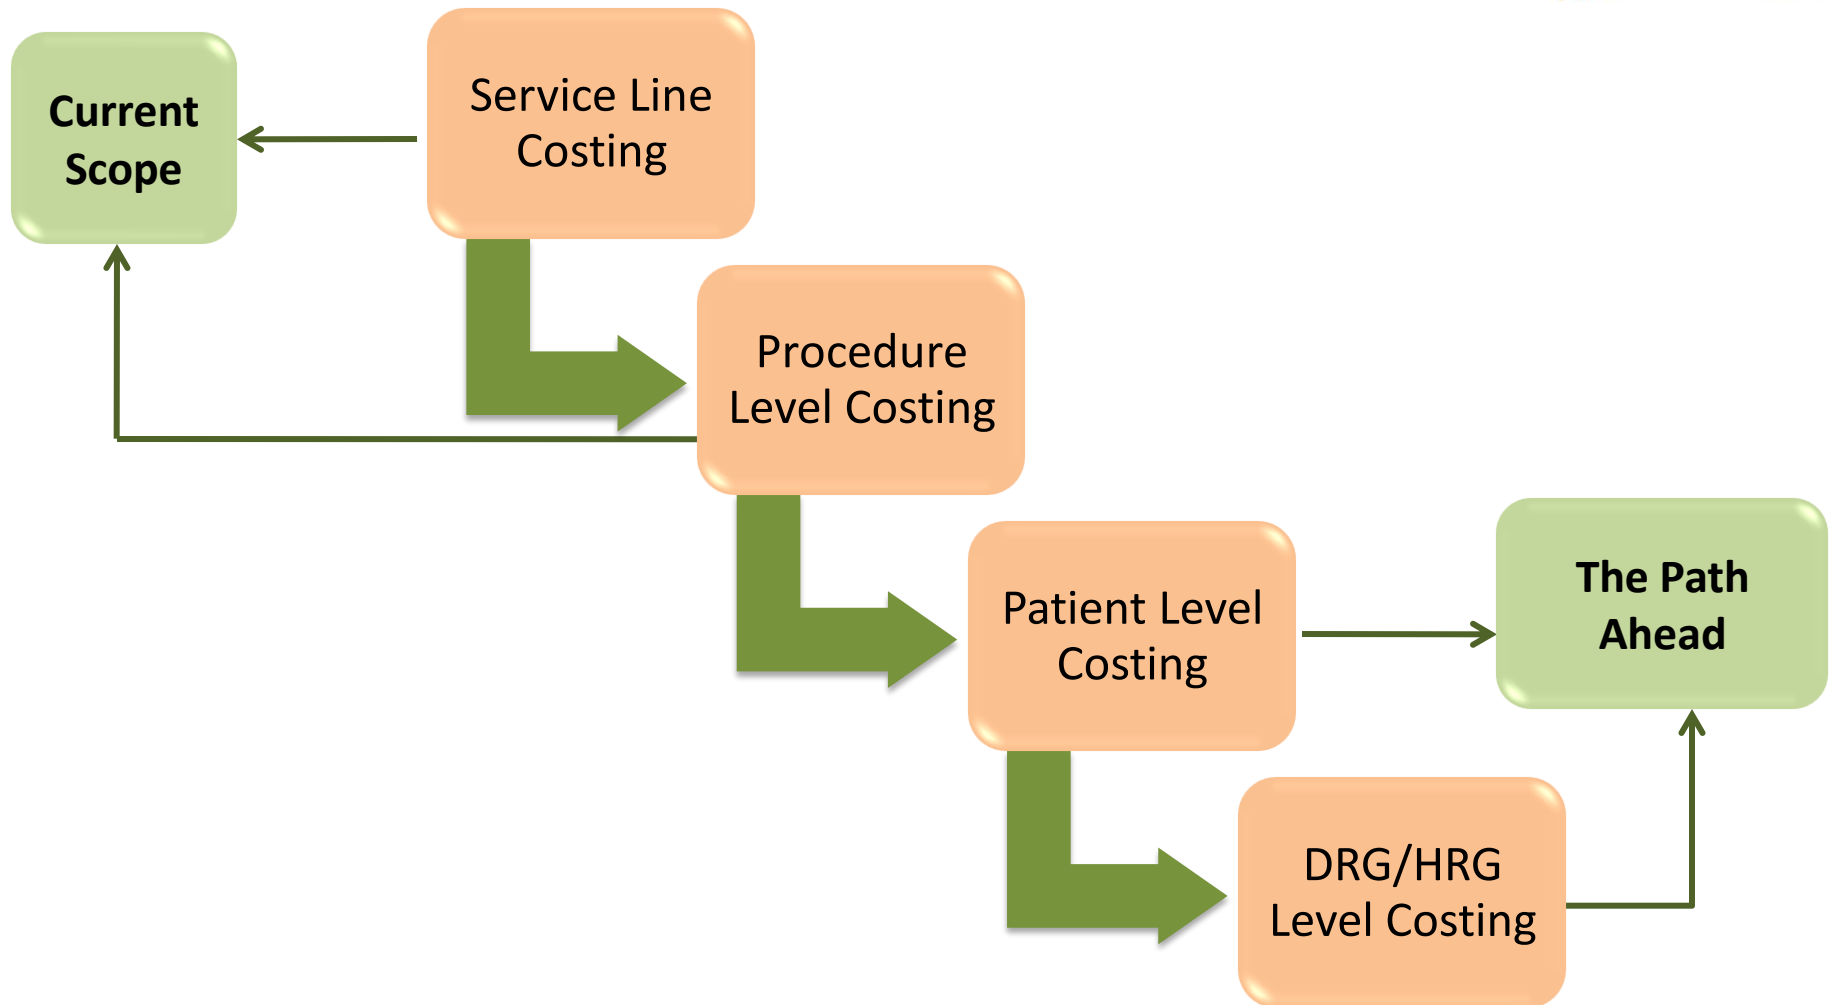 Current
Scope
Service Line
Costing
Procedure
Level Costing
Patient Level
Costing
The Path
Ahead
DRG/HRG
Level Costing